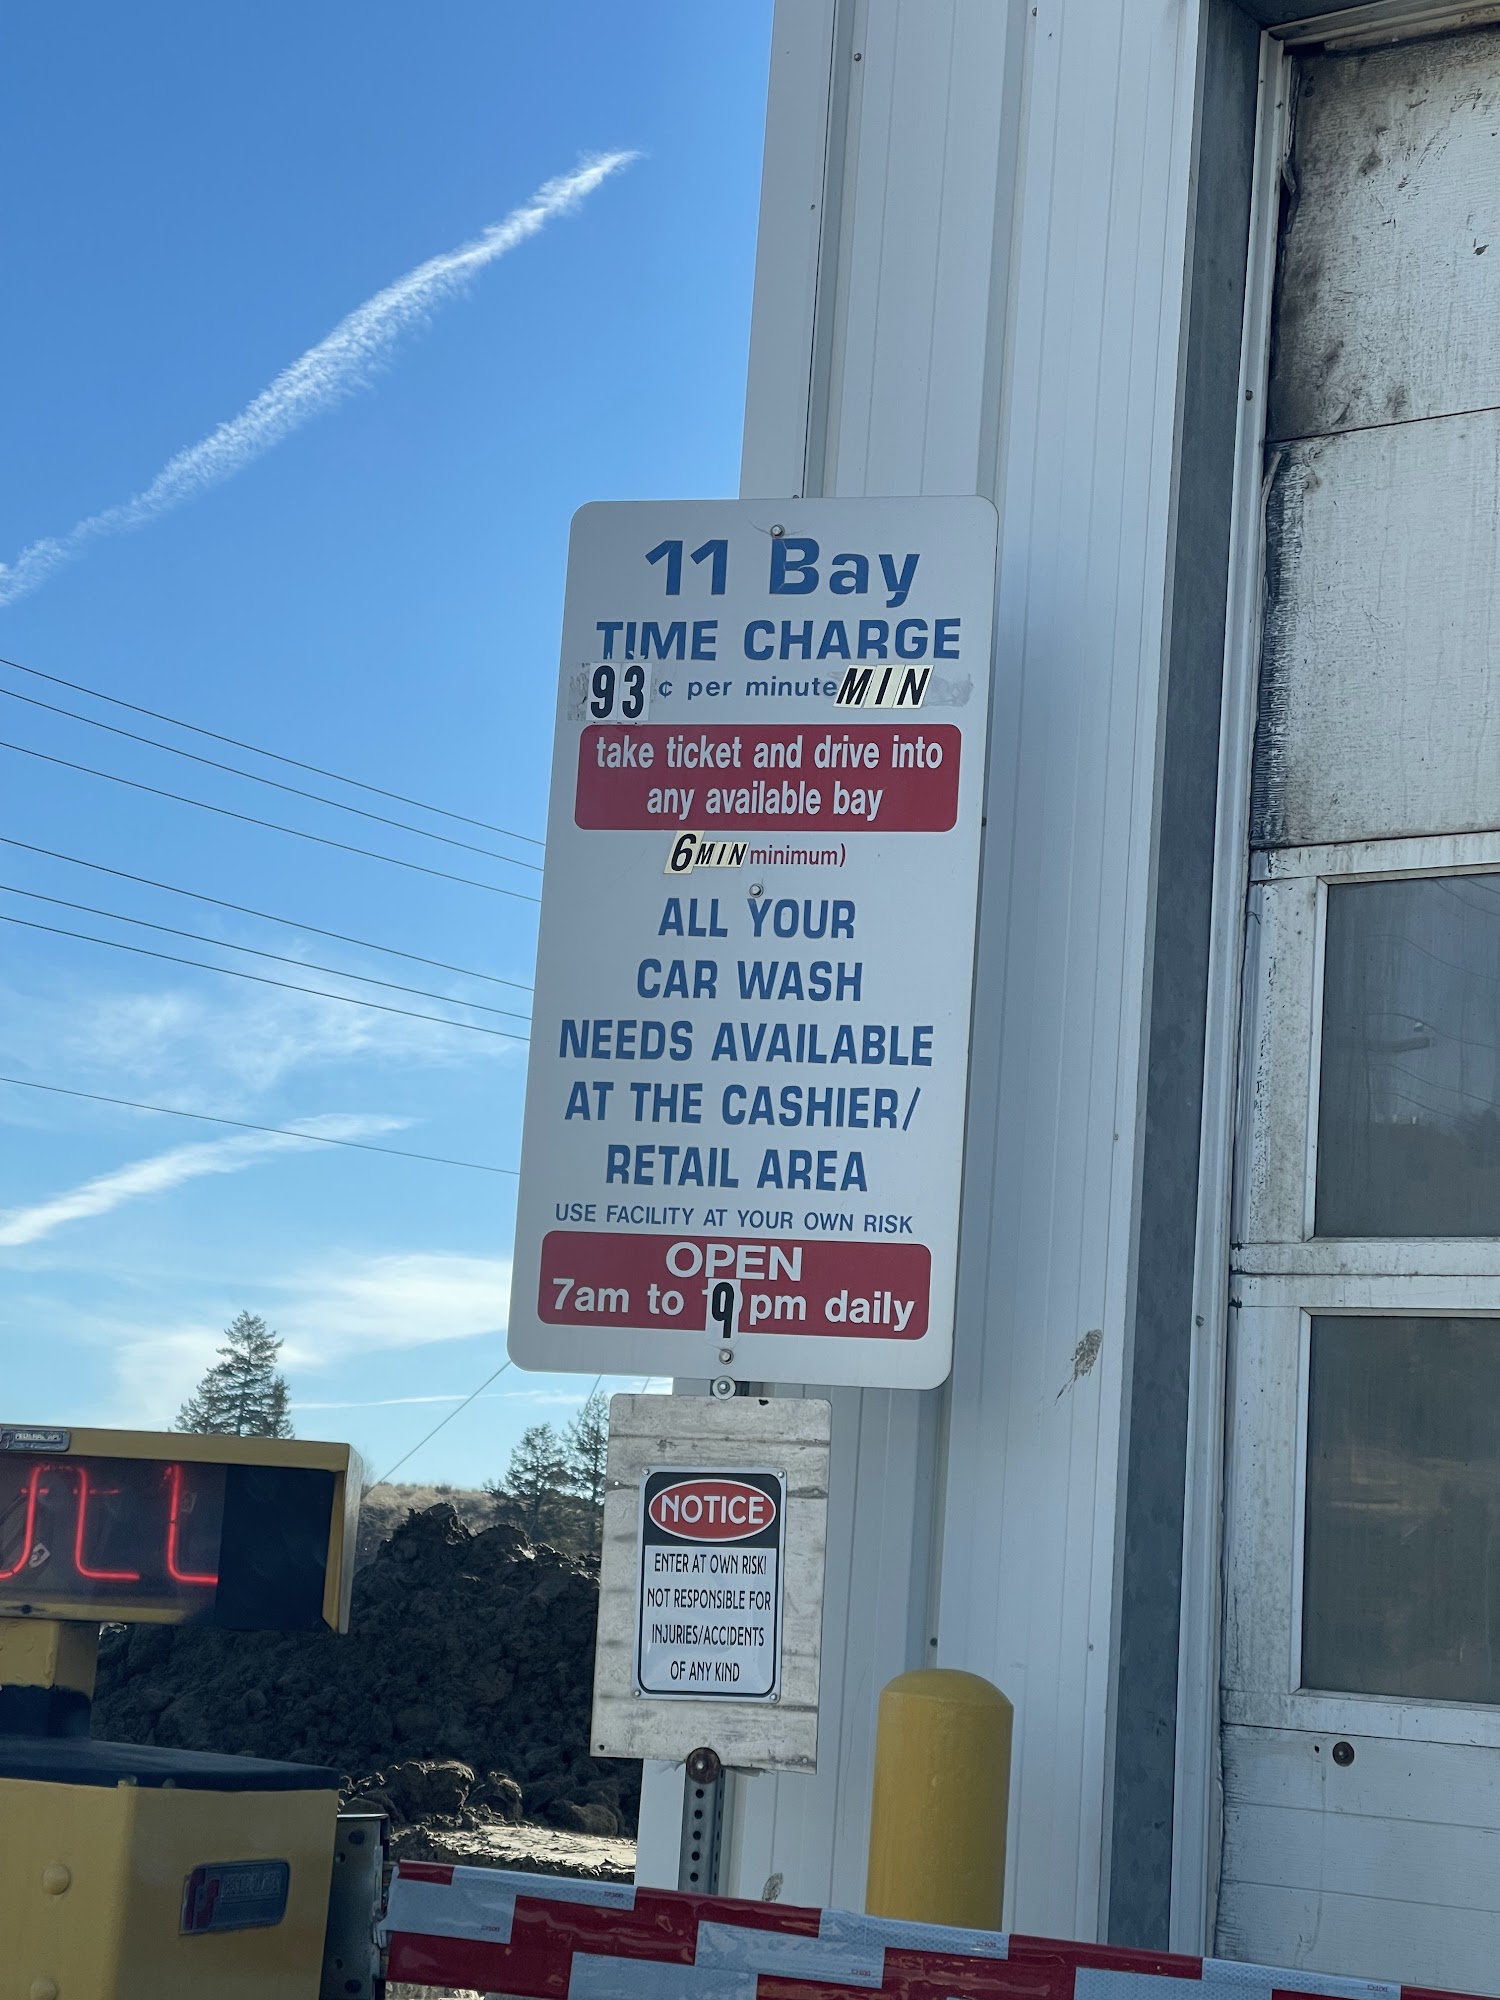 11 Bay
TIME CHARGE
93 ¢ per minute MIN
take ticket and drive into
any available bay
6 MIN minimum)
ALL YOUR
CAR WASH
NEEDS AVAILABLE
AT THE CASHIER/
RETAIL AREA
USE FACILITY AT YOUR OWN RISK
OPEN
7am to 9 pm daily
NOTICE
ENTER AT OWN RISK!
NOT RESPONSIBLE FOR
INJURIES/ACCIDENTS
OF ANY KIND